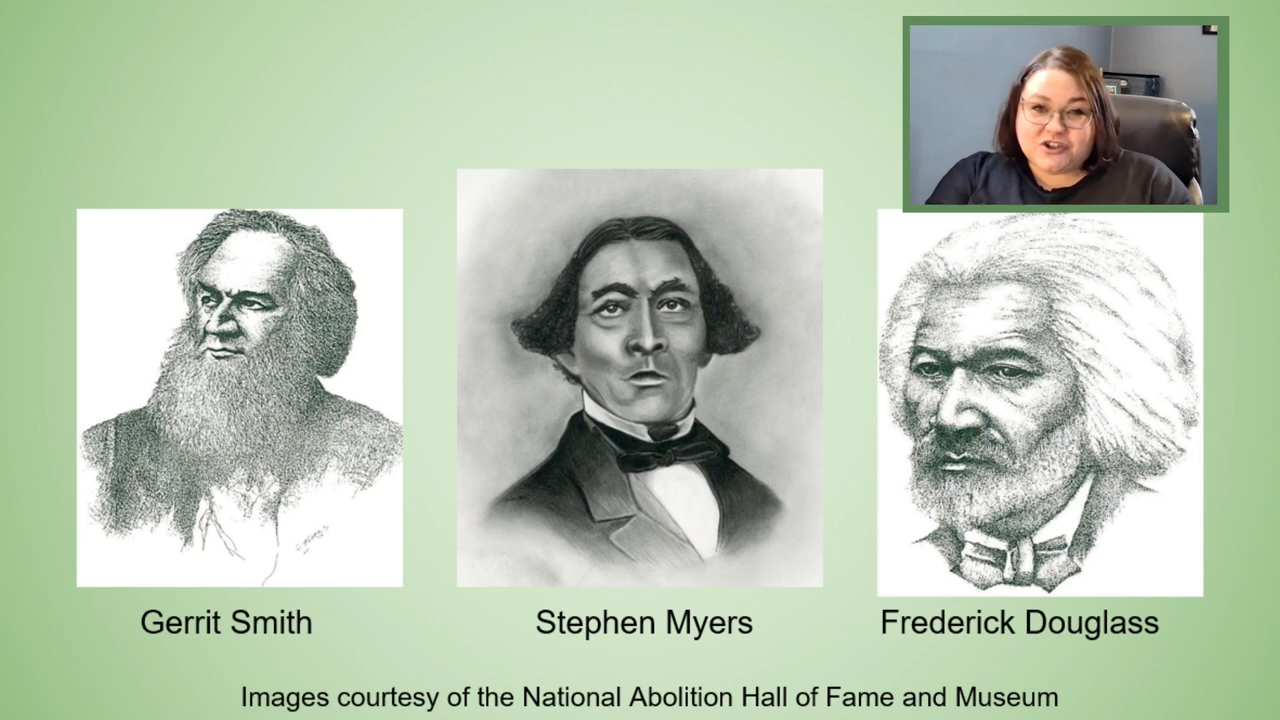 Gerrit Smith
Stephen Myers
Frederick Douglass
Images courtesy of the National Abolition Hall of Fame and Museum